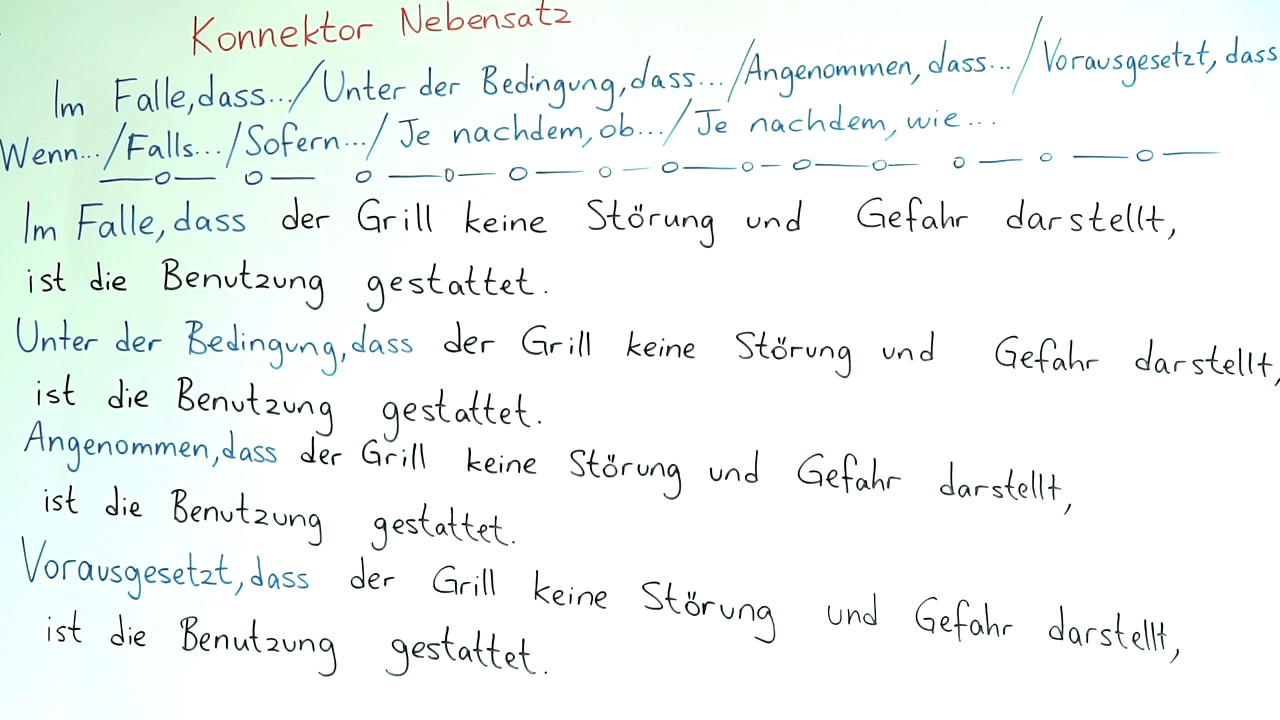 Konnektor Nebensatz
Im Falle, dass.../Unter der Bedingung, dass.../Angenommen, dass.../Vorausgesetzt, dass
Wenn.../Falls.../Sofern.../Je nachdem, ob.../Je nachdem, wie...
Im Falle, dass der Grill keine Störung und Gefahr darstellt,
ist die Benutzung gestattet.
Unter der Bedingung, dass der Grill keine Störung und Gefahr darstellt,
ist die Benutzung gestattet.
Angenommen, dass der Grill keine Störung und Gefahr darstellt,
ist die Benutzung gestattet.
Vorausgesetzt, dass der Grill keine Störung und Gefahr darstellt,
ist die Benutzung gestattet.